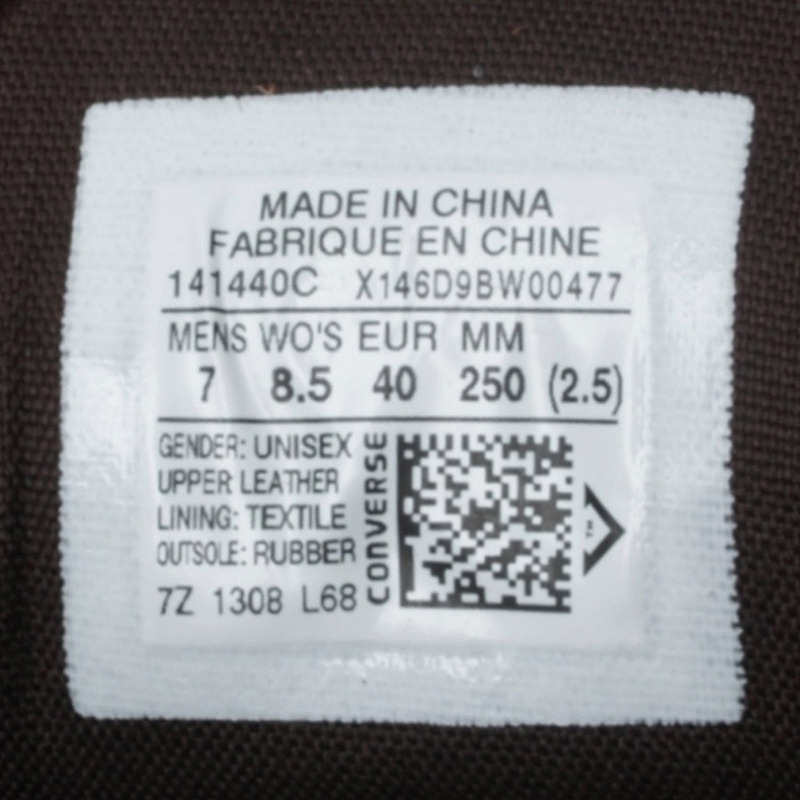 MADE IN CHINA
FABRIQUE EN CHINE
141440C X146D9BW00477
MENS WO'S EUR MM
7 8.5 40 250 (2.5)
GENDER: UNISEX
UPPER LEATHER
LINING: TEXTILE
OUTSOLE: RUBBER
7Z 1308 L68
CONVERSE